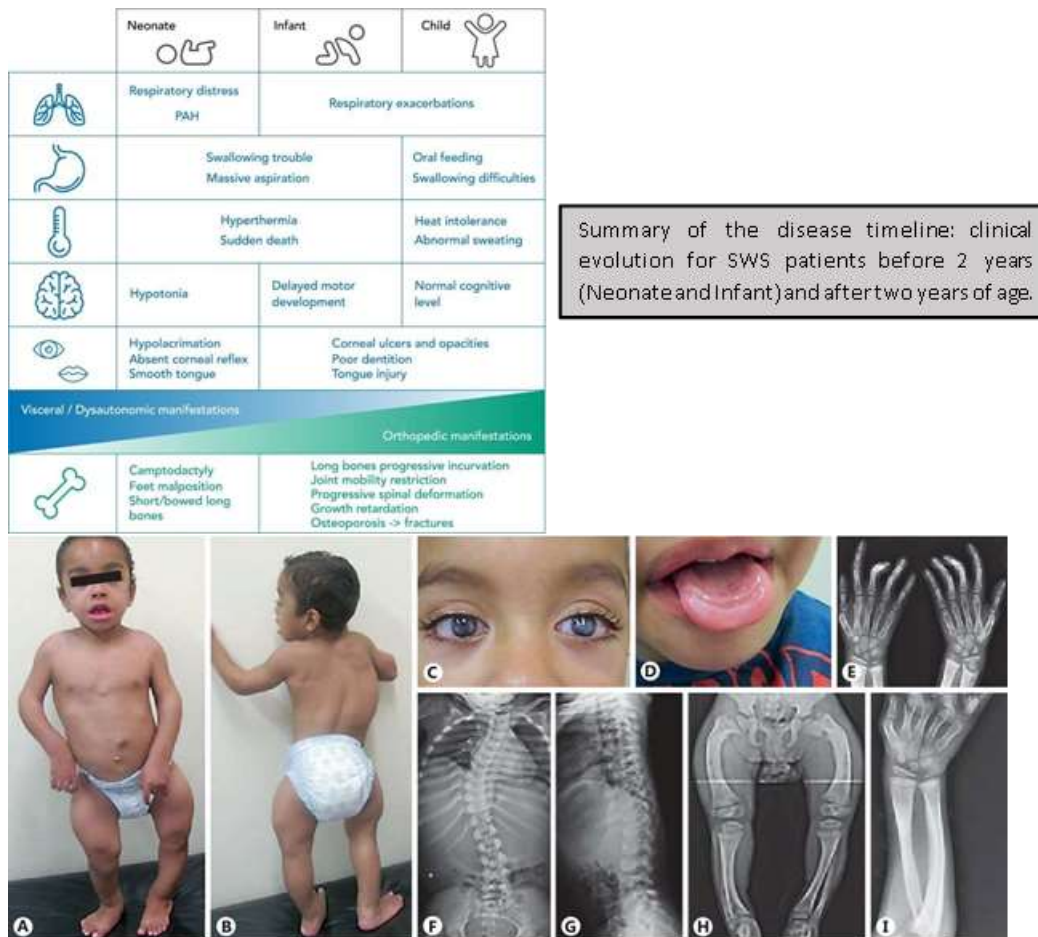 Neonate
Infant
Child
Respiratory distress
PAH
Respiratory exacerbations
Swallowing trouble
Massive aspiration
Oral feeding
Swallowing difficulties
Hyperthermia
Sudden death
Heat intolerance
Abnormal sweating
Hypotonia
Delayed motor
development
Normal cognitive
level
Hypolacrimation
Absent corneal reflex
Smooth tongue
Corneal ulcers and opacities
Poor dentition
Tongue injury
Visceral / Dysautonomic manifestations
Orthopedic manifestations
Camptodactyly
Feet malposition
Short/bowed long
bones
Long bones progressive incurvation
Joint mobility restriction
Progressive spinal deformation
Growth retardation
Osteoporosis -> fractures
Summary of the disease timeline: clinical
evolution for SWS patients before 2 years
(Neonate and Infant) and after two years of age.
A
B
C
D
E
F
G
H
I